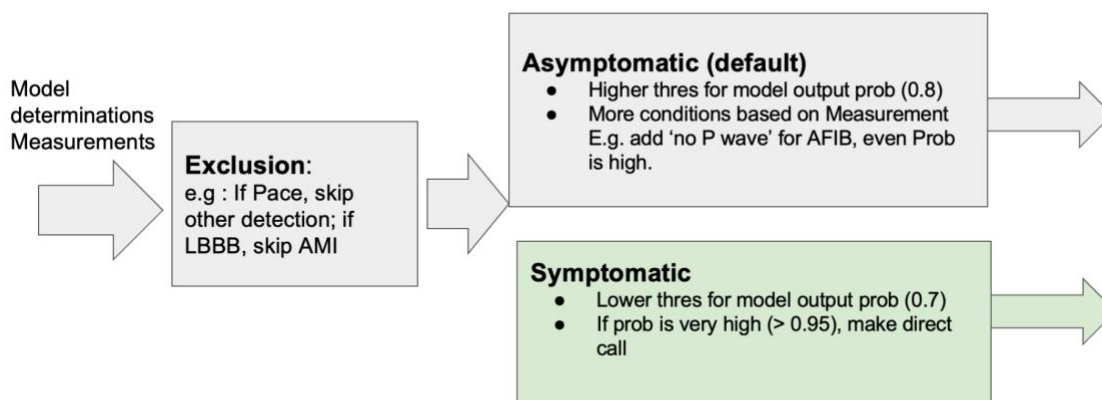 Model
determinations
Measurements
Exclusion:
e.g : If Pace, skip
other detection; if
LBBB, skip AMI
Asymptomatic (default)
● Higher thres for model output prob (0.8)
● More conditions based on Measurement
E.g. add ‘no P wave’ for AFIB, even Prob
is high.
Symptomatic
● Lower thres for model output prob (0.7)
● If prob is very high (> 0.95), make direct
call